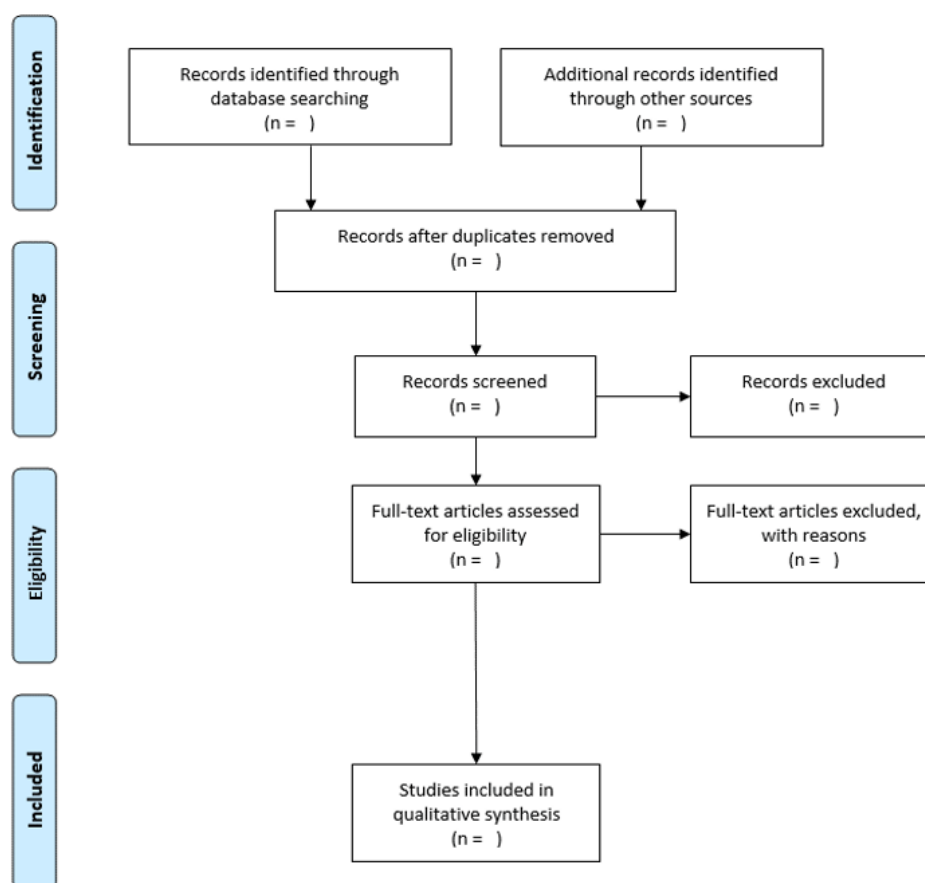 Identification
Records identified through
database searching
(n =   )
Additional records identified
through other sources
(n =   )
Records after duplicates removed
(n =   )
Screening
Records screened
(n =   )
Records excluded
(n =   )
Eligibility
Full-text articles assessed
for eligibility
(n =   )
Full-text articles excluded,
with reasons
(n =   )
Included
Studies included in
qualitative synthesis
(n =   )